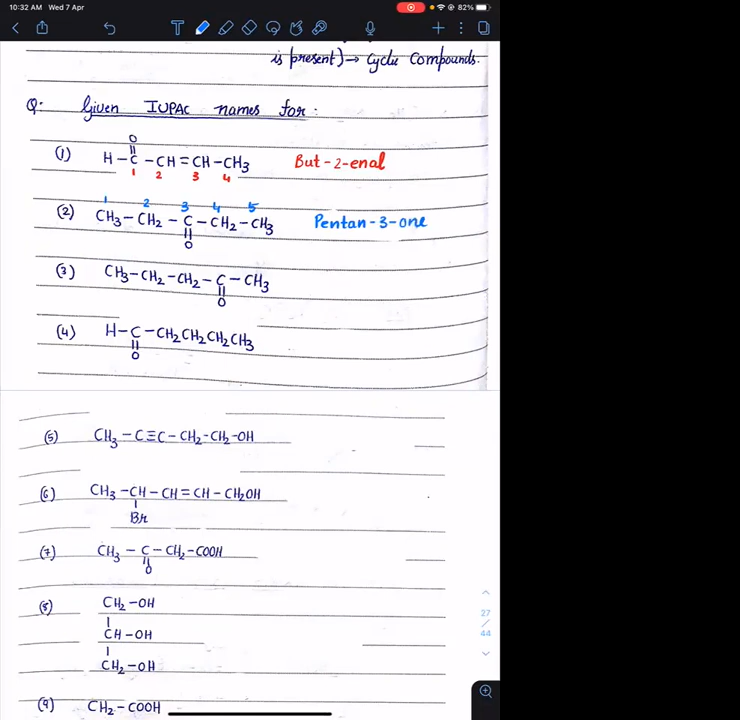 10:32 AM Wed 7 Apr
82%
is present) → Cyclic Compounds.
Q: Given IUPAC names for:
O
(1) H – C – CH = CH – CH₃ But-2-enal
1 2 3 4
1 2 3 4 5
(2) CH₃ – CH₂ – C – CH₂ – CH₃ Pentan-3-one
O
(3) CH₃ – CH₂ – CH₂ – C – CH₃
O
(4) H – C – CH₂CH₂CH₂CH₃
O
(5) CH₃ – C ≡ C – CH₂ – CH₂ – OH
(6) CH₃ – CH – CH = CH – CH₂OH
Br
(7) CH₃ – C – CH₂ – COOH
O
(8) CH₂ – OH
CH – OH
CH₂ – OH
27
/
44
(9) CH₂ – COOH